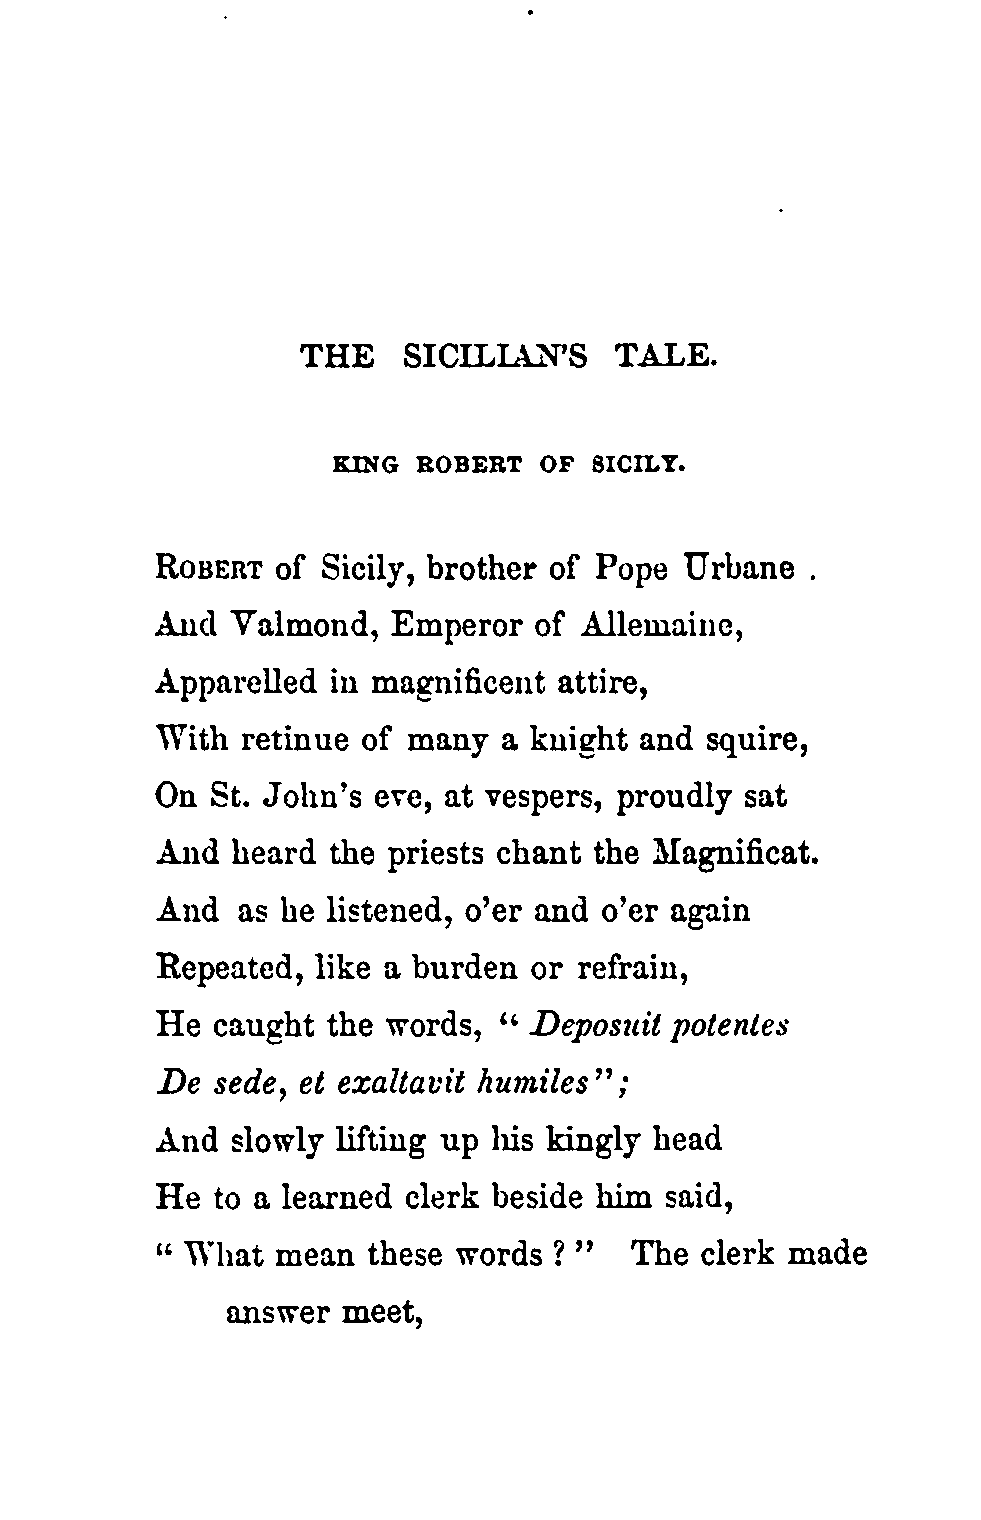 THE SICILIAN'S TALE.
KING ROBERT OF SICILY.
ROBERT of Sicily, brother of Pope Urbane .
And Valmond, Emperor of Allemaine,
Apparelled in magnificent attire,
With retinue of many a knight and squire,
On St. John's eve, at vespers, proudly sat
And heard the priests chant the Magnificat.
And as he listened, o'er and o'er again
Repeated, like a burden or refrain,
He caught the words, “ Deposuit potentes
De sede, et exaltavit humiles”;
And slowly lifting up his kingly head
He to a learned clerk beside him said,
“ What mean these words ? ” The clerk made
answer meet,